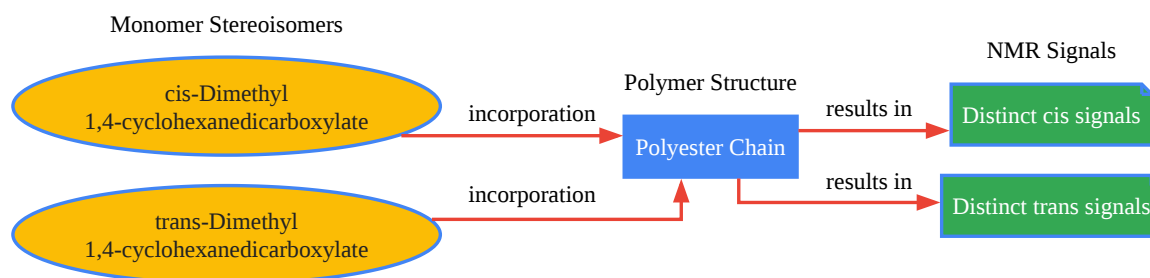 Monomer Stereoisomers
cis-Dimethyl
1,4-cyclohexanedicarboxylate
incorporation
trans-Dimethyl
1,4-cyclohexanedicarboxylate
incorporation
Polymer Structure
Polyester Chain
results in
results in
NMR Signals
Distinct cis signals
Distinct trans signals